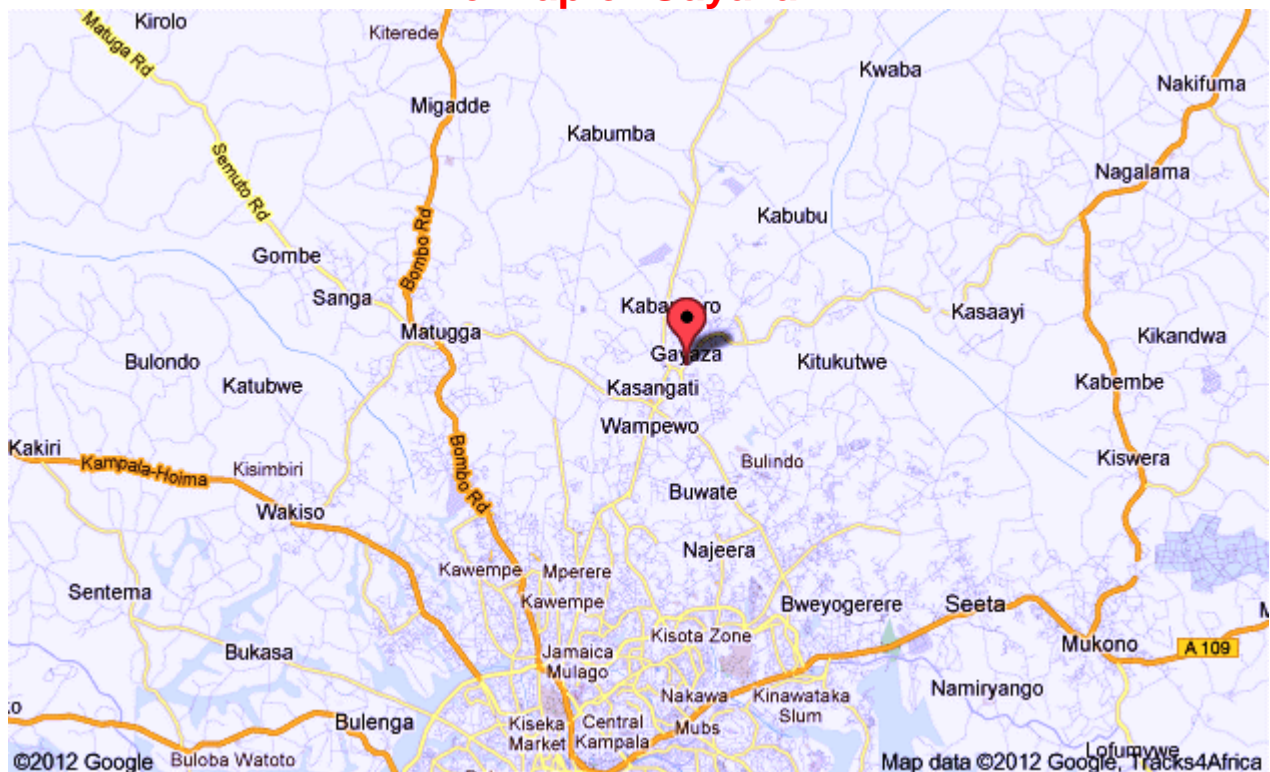 Kirolo
Matuga Rd
Kiterede
Kwaba
Nakifuma
Migadde
Kabumba
Semuto Rd
Nagalama
Bombo Rd
Kabubu
Gombe
Sanga
Kasaayi
Matugga
Kikandwa
Gayaza
Bulondo
Katubwe
Kitukutwe
Kasangati
Kabembe
Wampewo
Kakiri
Kampala-Hoima
Kisimbiri
Bombo Rd
Bulindo
Kiswera
Wakiso
Buwate
Najeera
Kawempe
Mperere
Sentema
Kawempe
Bweyogerere
Seeta
Kisota Zone
Bukasa
Jamaica
Mulago
Mukono
A 109
Nakawa
Kinawataka
Slum
Namiryango
Bulenga
Kiseka
Market
Central
Kampala
Mubs
©2012 Google
Buloba Watoto
Map data ©2012 Google, Tracks4Africa